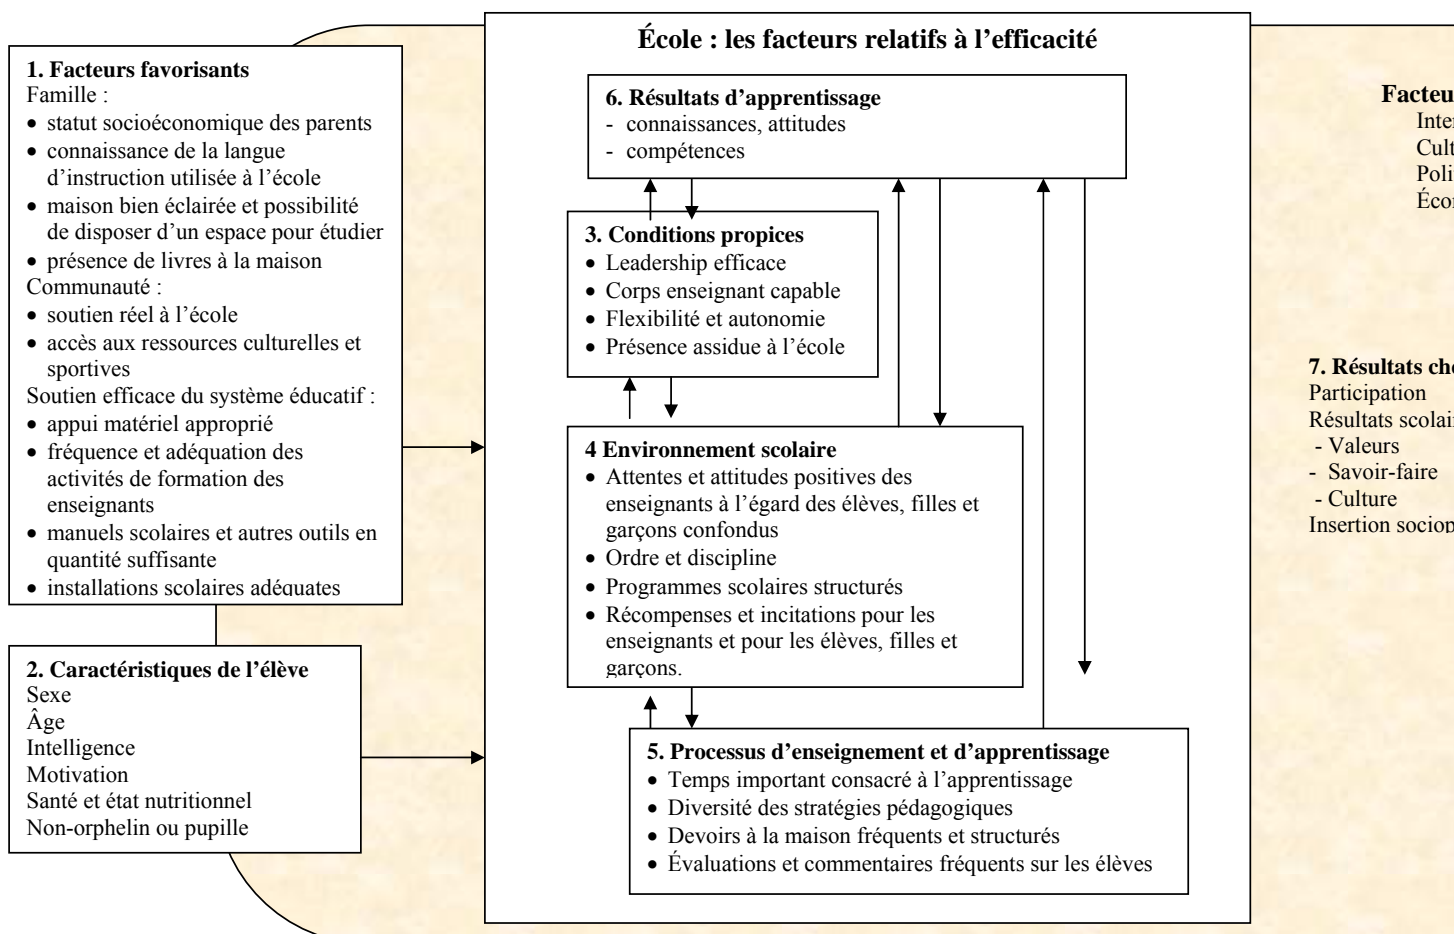 École : les facteurs relatifs à l’efficacité
1. Facteurs favorisants
Famille :
• statut socioéconomique des parents
• connaissance de la langue
d’instruction utilisée à l’école
• maison bien éclairée et possibilité
de disposer d’un espace pour étudier
• présence de livres à la maison
Communauté :
• soutien réel à l’école
• accès aux ressources culturelles et
sportives
Soutien efficace du système éducatif :
• appui matériel approprié
• fréquence et adéquation des
activités de formation des
enseignants
• manuels scolaires et autres outils en
quantité suffisante
• installations scolaires adéquates
2. Caractéristiques de l’élève
Sexe
Âge
Intelligence
Motivation
Santé et état nutritionnel
Non-orphelin ou pupille
6. Résultats d’apprentissage
- connaissances, attitudes
- compétences
3. Conditions propices
• Leadership efficace
• Corps enseignant capable
• Flexibilité et autonomie
• Présence assidue à l’école
4 Environnement scolaire
• Attentes et attitudes positives des
enseignants à l’égard des élèves, filles et
garçons confondus
• Ordre et discipline
• Programmes scolaires structurés
• Récompenses et incitations pour les
enseignants et pour les élèves, filles et
garçons.
5. Processus d’enseignement et d’apprentissage
• Temps important consacré à l’apprentissage
• Diversité des stratégies pédagogiques
• Devoirs à la maison fréquents et structurés
• Évaluations et commentaires fréquents sur les élèves
7. Résultats
Participation
Résultats
- Valeurs
- Savoir-faire
- Culture
Insertion